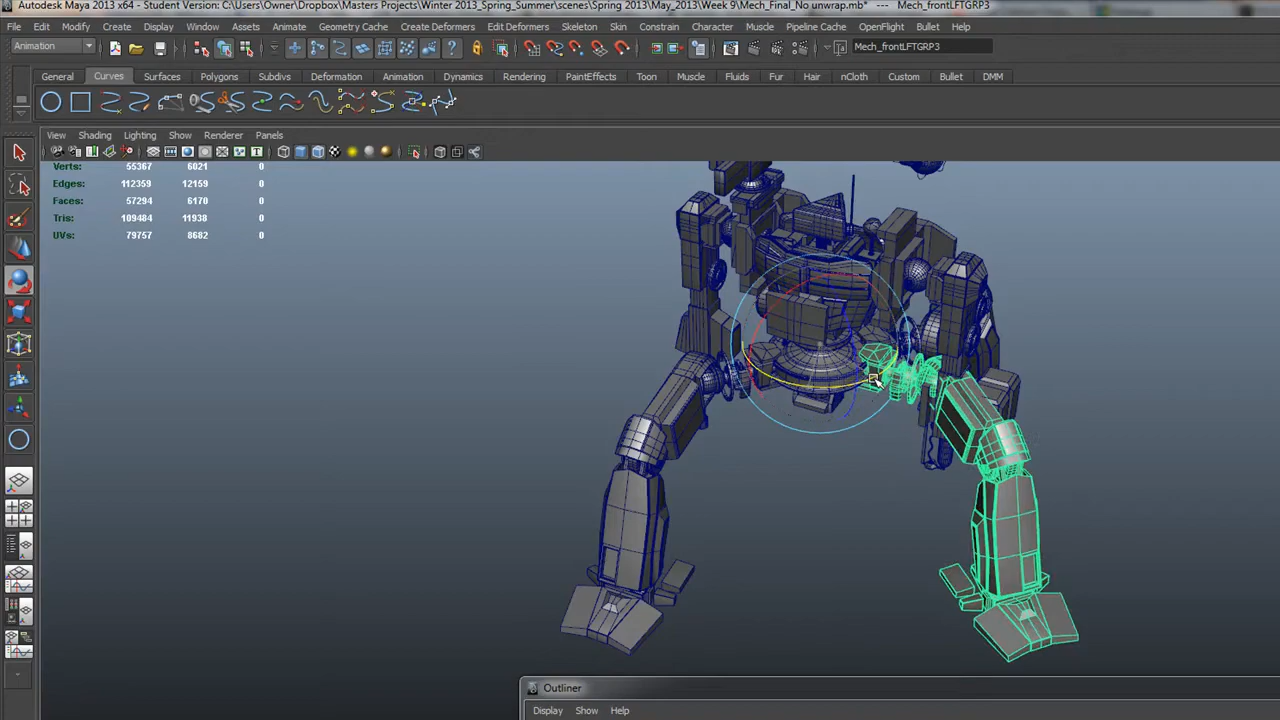 Autodesk Maya 2013 x64 - Student Version: C:\Users\Owner\Dropbox\Masters Projects\Winter 2013_Spring_Summer\scenes\Spring 2013\May_2013\Week 9\Mech_Final_No unwrap.mb* --- Mech_frontLFTGRP3
File Edit Modify Create Display Window Assets Animate Geometry Cache Create Deformers Edit Deformers Skeleton Skin Constrain Character Muscle Pipeline Cache OpenFlight Bullet Help
Animation Mech_frontLFTGRP3
General Curves Surfaces Polygons Subdivs Deformation Animation Dynamics Rendering PaintEffects Toon Muscle Fluids Fur Hair nCloth Custom Bullet DMM
View Shading Lighting Show Renderer Panels
Verts: 55367 6021 0
Edges: 112359 12159 0
Faces: 57294 6170 0
Tris: 109484 11938 0
UVs: 79757 8682 0
Outliner
Display Show Help